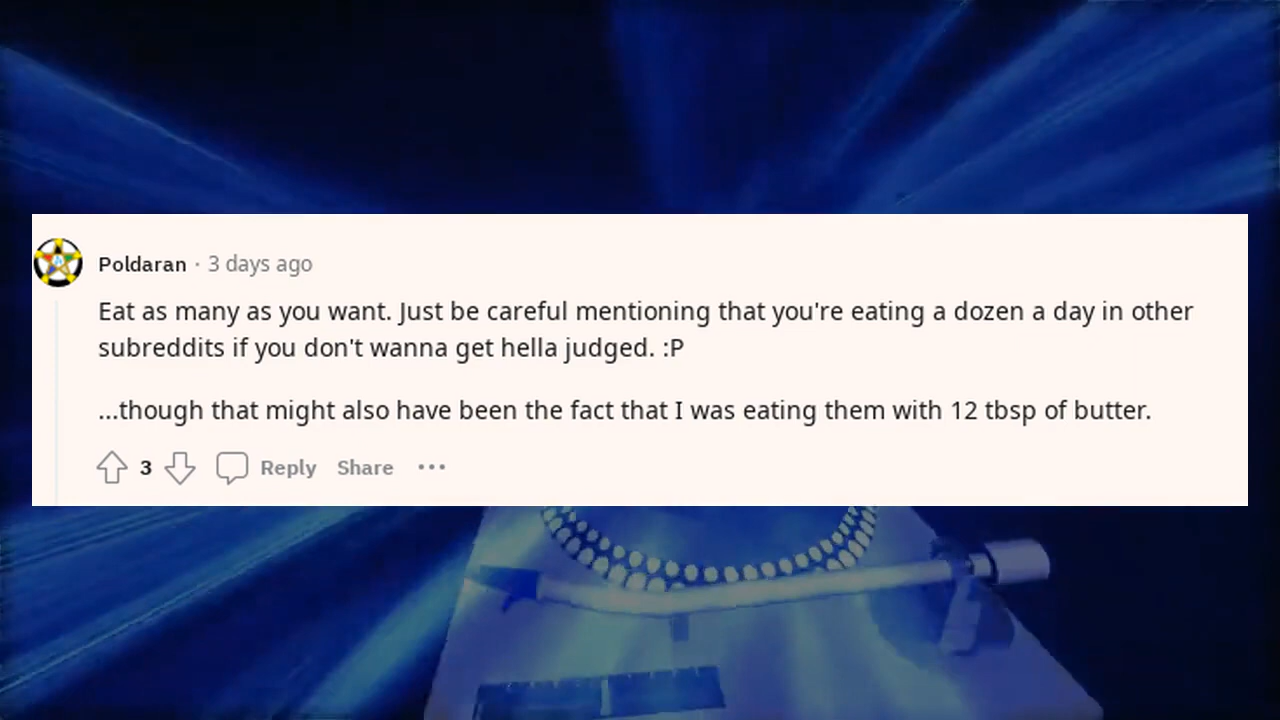 Poldaran · 3 days ago
Eat as many as you want. Just be careful mentioning that you're eating a dozen a day in other
subreddits if you don't wanna get hella judged. :P
...though that might also have been the fact that I was eating them with 12 tbsp of butter.
3 Reply Share ···